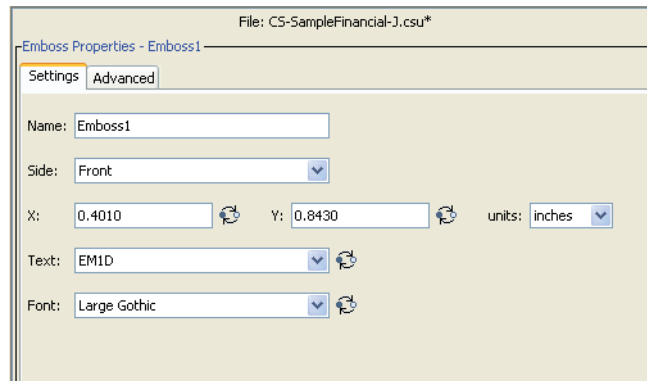 File: CS-SampleFinancial-J.csu*
Emboss Properties - Emboss1
Settings Advanced
Name: Emboss1
Side: Front
X: 0.4010 Y: 0.8430 units: inches
Text: EM1D
Font: Large Gothic